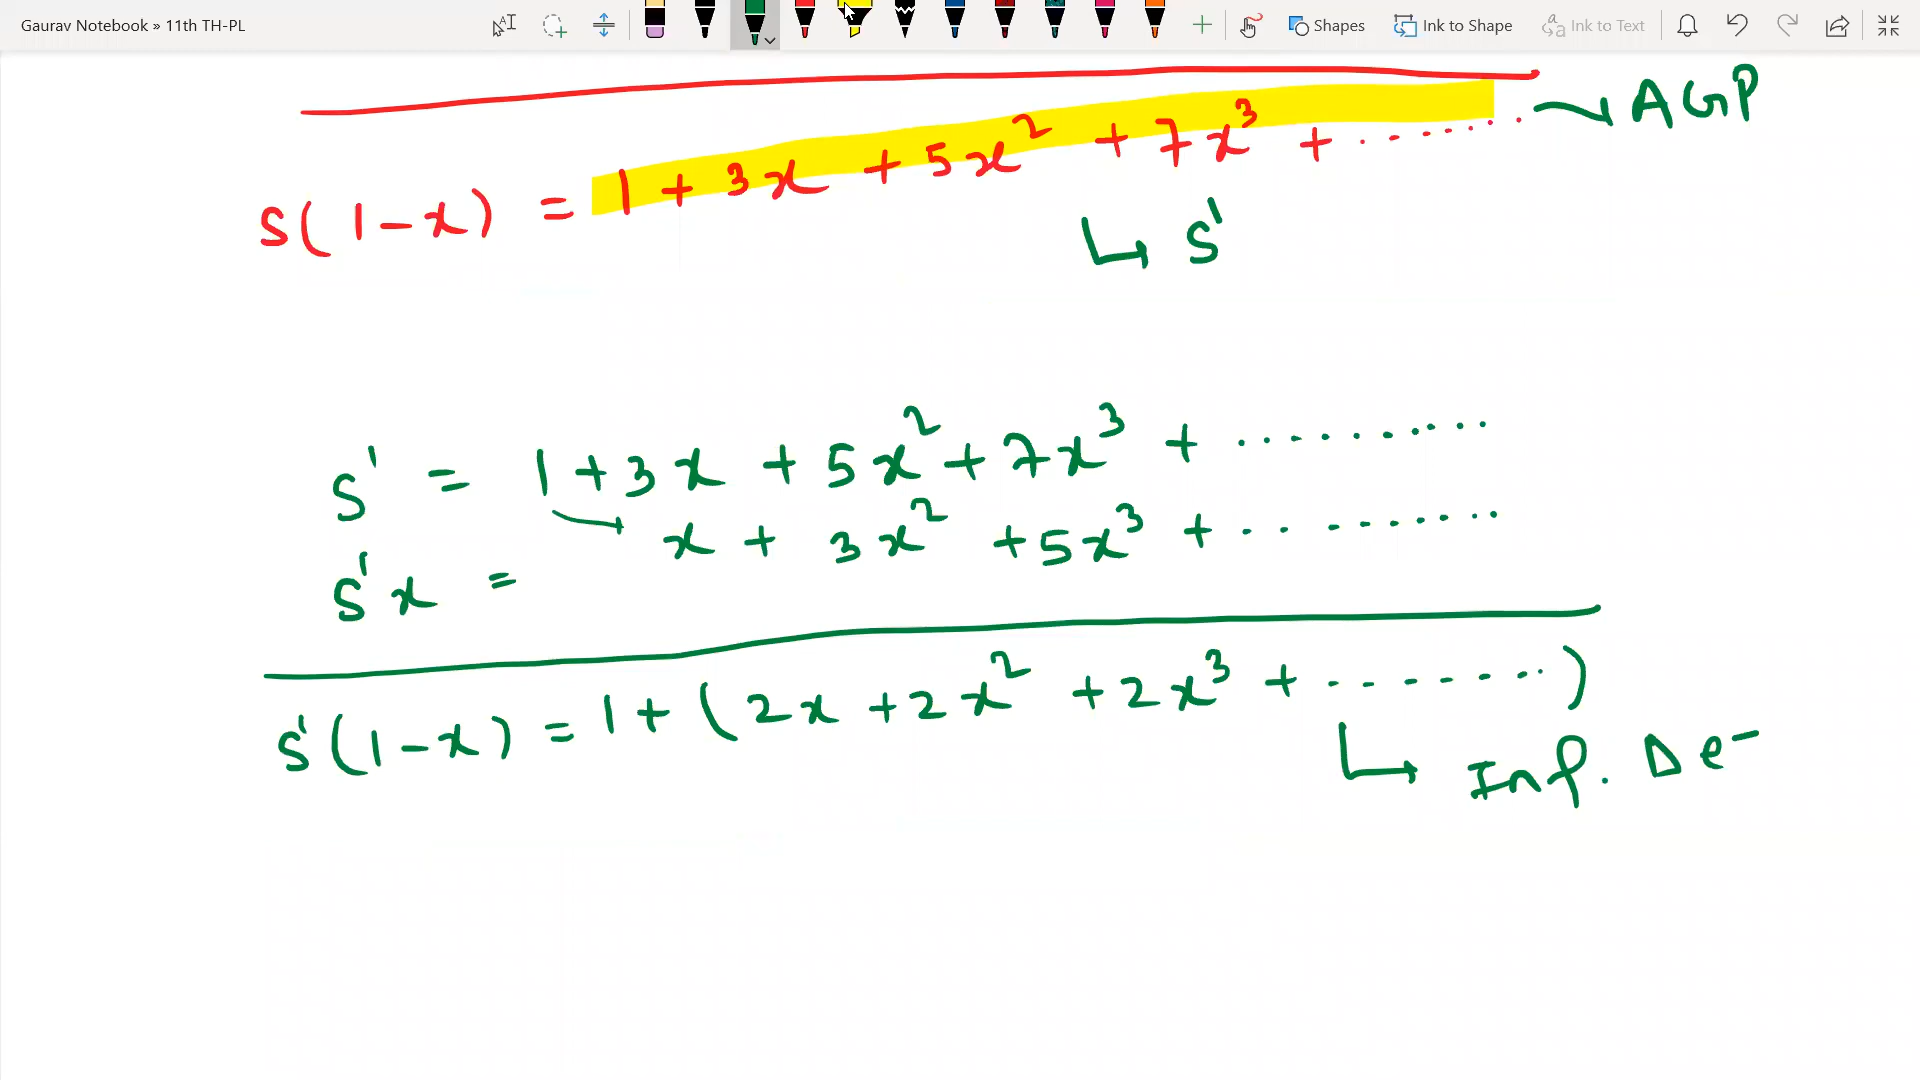 Gaurav Notebook » 11th TH-PL
Shapes
Ink to Shape
Ink to Text
S(1-x) = 1 + 3x + 5x² + 7x³ + ........ → AGP
↳ S'
S' = 1 + 3x + 5x² + 7x³ + ..........
S'x = x + 3x² + 5x³ + ..........
S'(1-x) = 1 + (2x + 2x² + 2x³ + ........)
↳ Inf. Δe⁻